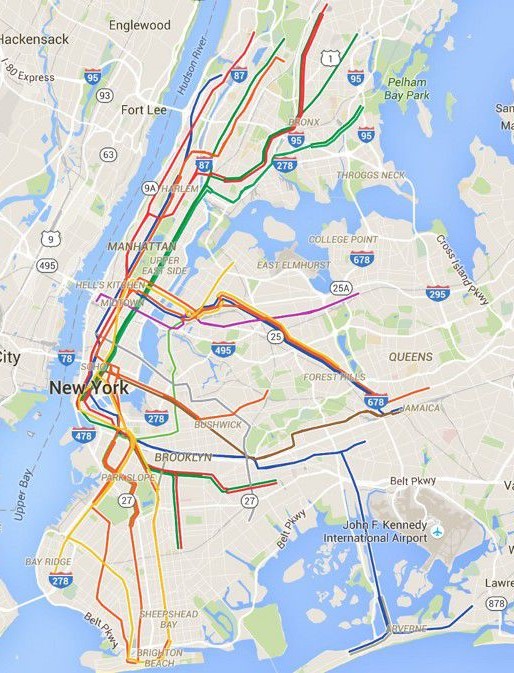 Englewood
Hackensack
Hudson River
1
80 Express
95
87
95
Pelham
Bay Park
93
Fort Lee
BRONX
95
95
63
87
278
THROGGS NECK
9A
HARLEM
9
MANHATTAN
COLLEGE POINT
UPPER
EAST SIDE
678
Cross Island Pkwy
495
EAST ELMHURST
HELL'S KITCHEN
25A
295
MIDTOWN
25
78
495
QUEENS
City
SOHO
New York
FOREST HILLS
678
JAMAICA
278
478
BUSHWICK
BROOKLYN
Upper Bay
PARK SLOPE
Belt Pkwy
27
27
Belt Pkwy
John F. Kennedy
International Airport
BAY RIDGE
278
Lawre
878
Belt Pkwy
SHEEPSHEAD
BAY
ARVERNE
BRIGHTON
BEACH